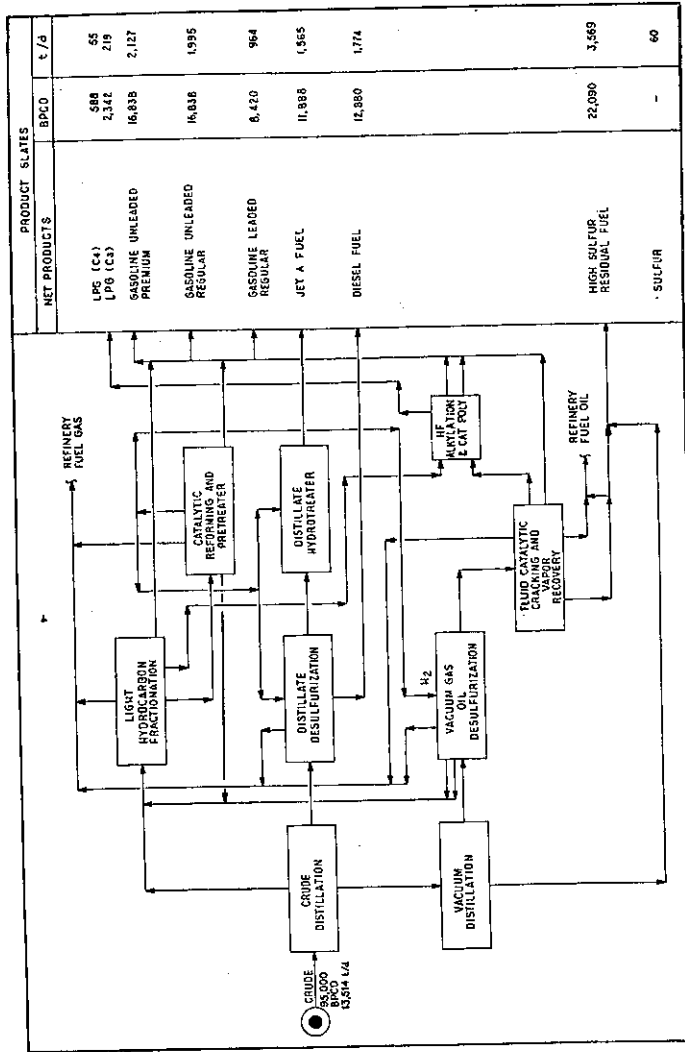 PRODUCT SLATES
NET PRODUCTS
BPCD
t/d
LPG (C4)
588
55
LPG (C3)
2,342
219
GASOLINE UNLEADED
PREMIUM
16,838
2,127
GASOLINE UNLEADED
REGULAR
16,838
1,995
GASOLINE LEADED
REGULAR
8,420
964
JET A FUEL
11,888
1,565
DIESEL FUEL
12,880
1,774
HIGH SULFUR
RESIDUAL FUEL
22,090
3,569
SULFUR
-
60
REFINERY
FUEL GAS
LIGHT
HYDROCARBON
FRACTIONATION
CATALYTIC
REFORMING AND
PRETREATER
DISTILLATE
DESULFURIZATION
DISTILLATE
HYDROTREATER
CRUDE
95,000
BPCD
13,514 t/d
CRUDE
DISTILLATION
H2
VACUUM GAS
OIL
DESULFURIZATION
HF
ALKYLATION
& CAT POLY
VACUUM
DISTILLATION
FLUID CATALYTIC
CRACKING AND
VAPOR
RECOVERY
REFINERY
FUEL OIL